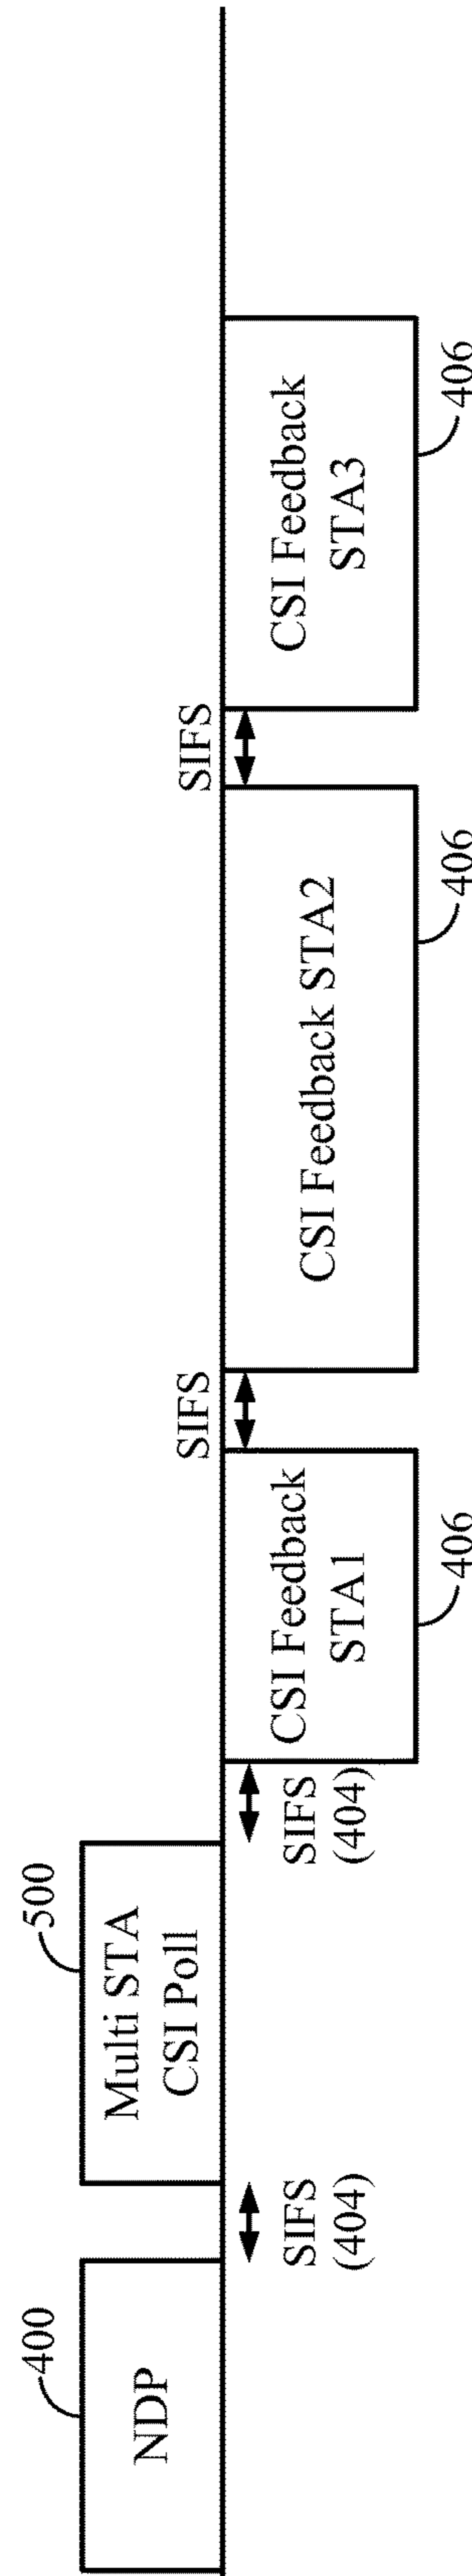 400
NDP
SIFS
(404)
500
Multi STA
CSI Poll
SIFS
(404)
CSI Feedback
STA1
406
SIFS
CSI Feedback STA2
406
SIFS
CSI Feedback
STA3
406